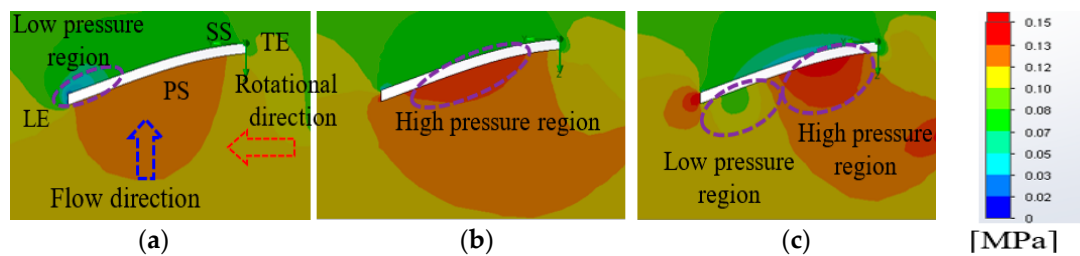 Low pressure
region
SS
TE
PS
LE
Rotational
direction
Flow direction
(a)
High pressure region
(b)
Low pressure
region
High pressure
region
(c)
0.15
0.13
0.12
0.10
0.08
0.07
0.05
0.03
0.02
0
[MPa]